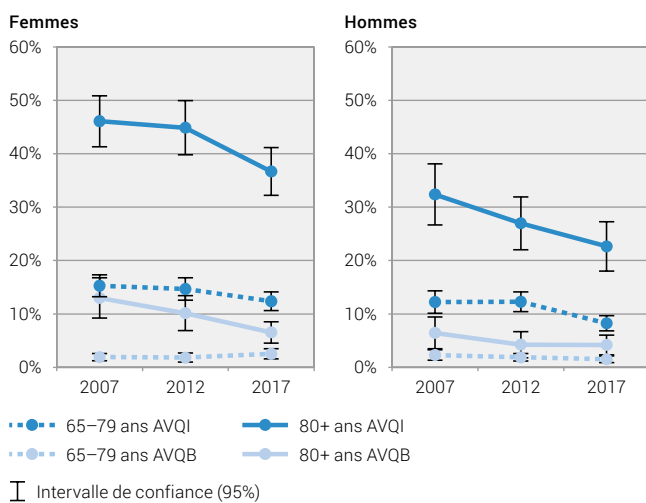 Femmes
60%
50%
40%
30%
20%
10%
0%
2007 2012 2017
Hommes
60%
50%
40%
30%
20%
10%
0%
2007 2012 2017
65–79 ans AVQI
80+ ans AVQI
65–79 ans AVQB
80+ ans AVQB
Intervalle de confiance (95%)